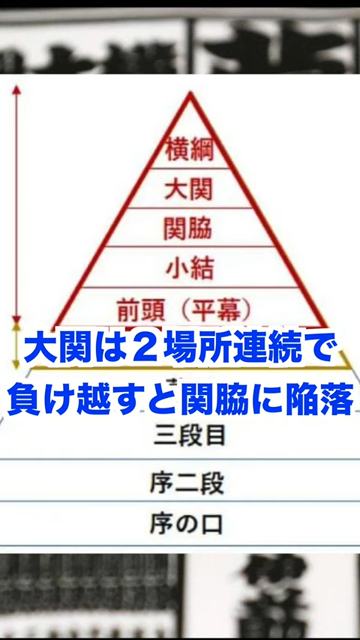 横綱
大関
関脇
小結
前頭（平幕）
大関は２場所連続で
負け越すと関脇に陥落
三段目
序二段
序の口